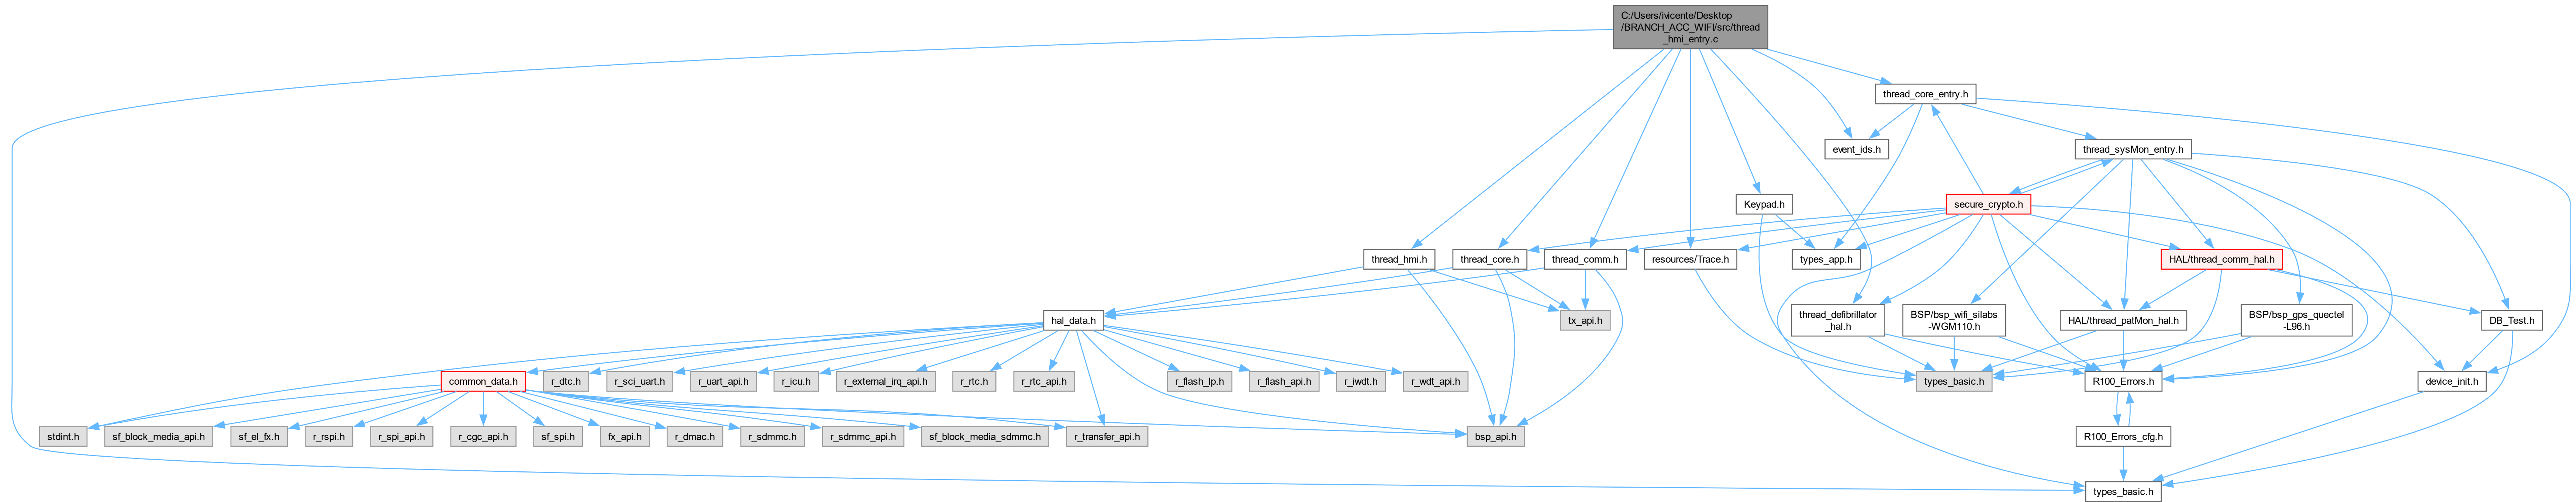 C:/Users/ivicente/Desktop
/BRANCH_ACC_WIFI/src/thread
_hmi_entry.c
thread_core_entry.h
event_ids.h
thread_sysMon_entry.h
Keypad.h
secure_crypto.h
thread_hmi.h
thread_core.h
thread_comm.h
resources/Trace.h
types_app.h
HAL/thread_comm_hal.h
hal_data.h
tx_api.h
thread_defibrillator
_hal.h
BSP/bsp_wifi_silabs
-WGM110.h
HAL/thread_patMon_hal.h
BSP/bsp_gps_quectel
-L96.h
DB_Test.h
common_data.h
r_dtc.h
r_sci_uart.h
r_uart_api.h
r_icu.h
r_external_irq_api.h
r_rtc.h
r_rtc_api.h
r_flash_lp.h
r_flash_api.h
r_iwdt.h
r_wdt_api.h
types_basic.h
R100_Errors.h
device_init.h
stdint.h
sf_block_media_api.h
sf_el_fx.h
r_rspi.h
r_spi_api.h
r_cgc_api.h
sf_spi.h
fx_api.h
r_dmac.h
r_sdmmc.h
r_sdmmc_api.h
sf_block_media_sdmmc.h
r_transfer_api.h
bsp_api.h
R100_Errors_cfg.h
types_basic.h